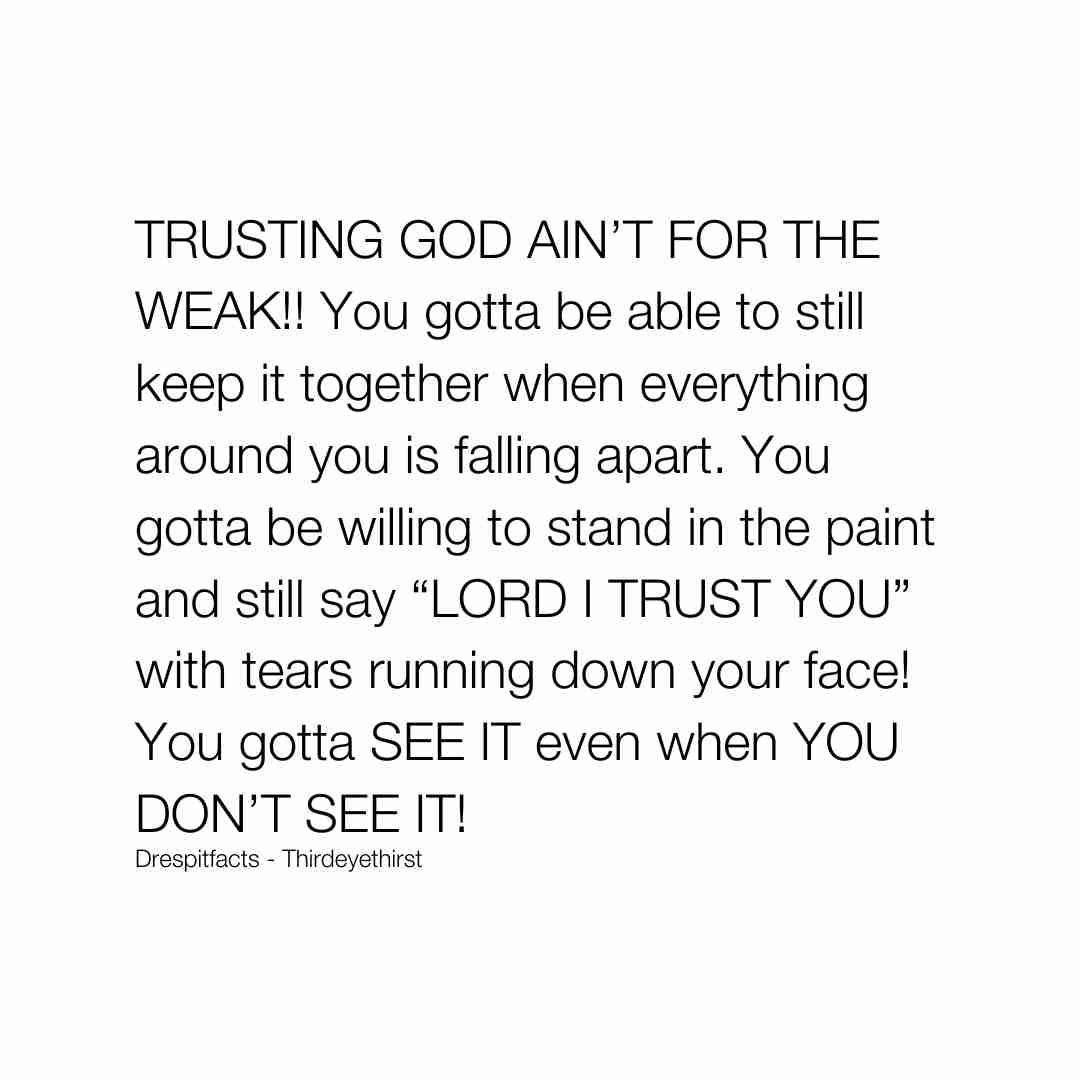 TRUSTING GOD AIN’T FOR THE
WEAK!! You gotta be able to still
keep it together when everything
around you is falling apart. You
gotta be willing to stand in the paint
and still say “LORD I TRUST YOU”
with tears running down your face!
You gotta SEE IT even when YOU
DON’T SEE IT!
Drespitfacts - Thirdeyethirst